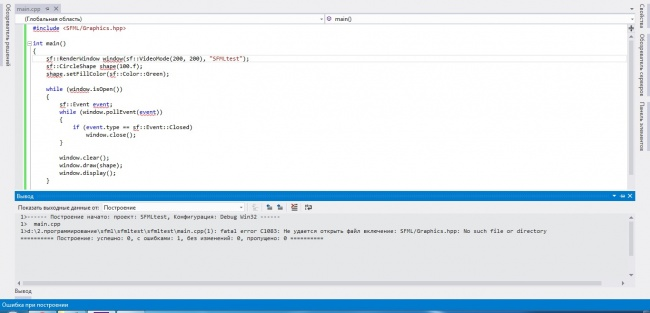 main.cpp
(Глобальная область)
main()
#include <SFML/Graphics.hpp>
int main()
{
sf::RenderWindow window(sf::VideoMode(200, 200), "SFMLtest");
sf::CircleShape shape(100.f);
shape.setFillColor(sf::Color::Green);
while (window.isOpen())
{
sf::Event event;
while (window.pollEvent(event))
{
if (event.type == sf::Event::Closed)
window.close();
}
window.clear();
window.draw(shape);
window.display();
}
Обозреватель решений
Свойства
Обозреватель серверов
Панель элементов
Вывод
Показать выходные данные от: Построение
1>------ Построение начато: проект: SFMLtest, Конфигурация: Debug Win32 ------
1> main.cpp
1>d:\2.программирование\sfml\sfmltest\sfmltest\main.cpp(1): fatal error C1083: Не удается открыть файл включение: SFML/Graphics.hpp: No such file or directory
========== Построение: успешно: 0, с ошибками: 1, без изменений: 0, пропущено: 0 ==========
Вывод
Ошибка при построении